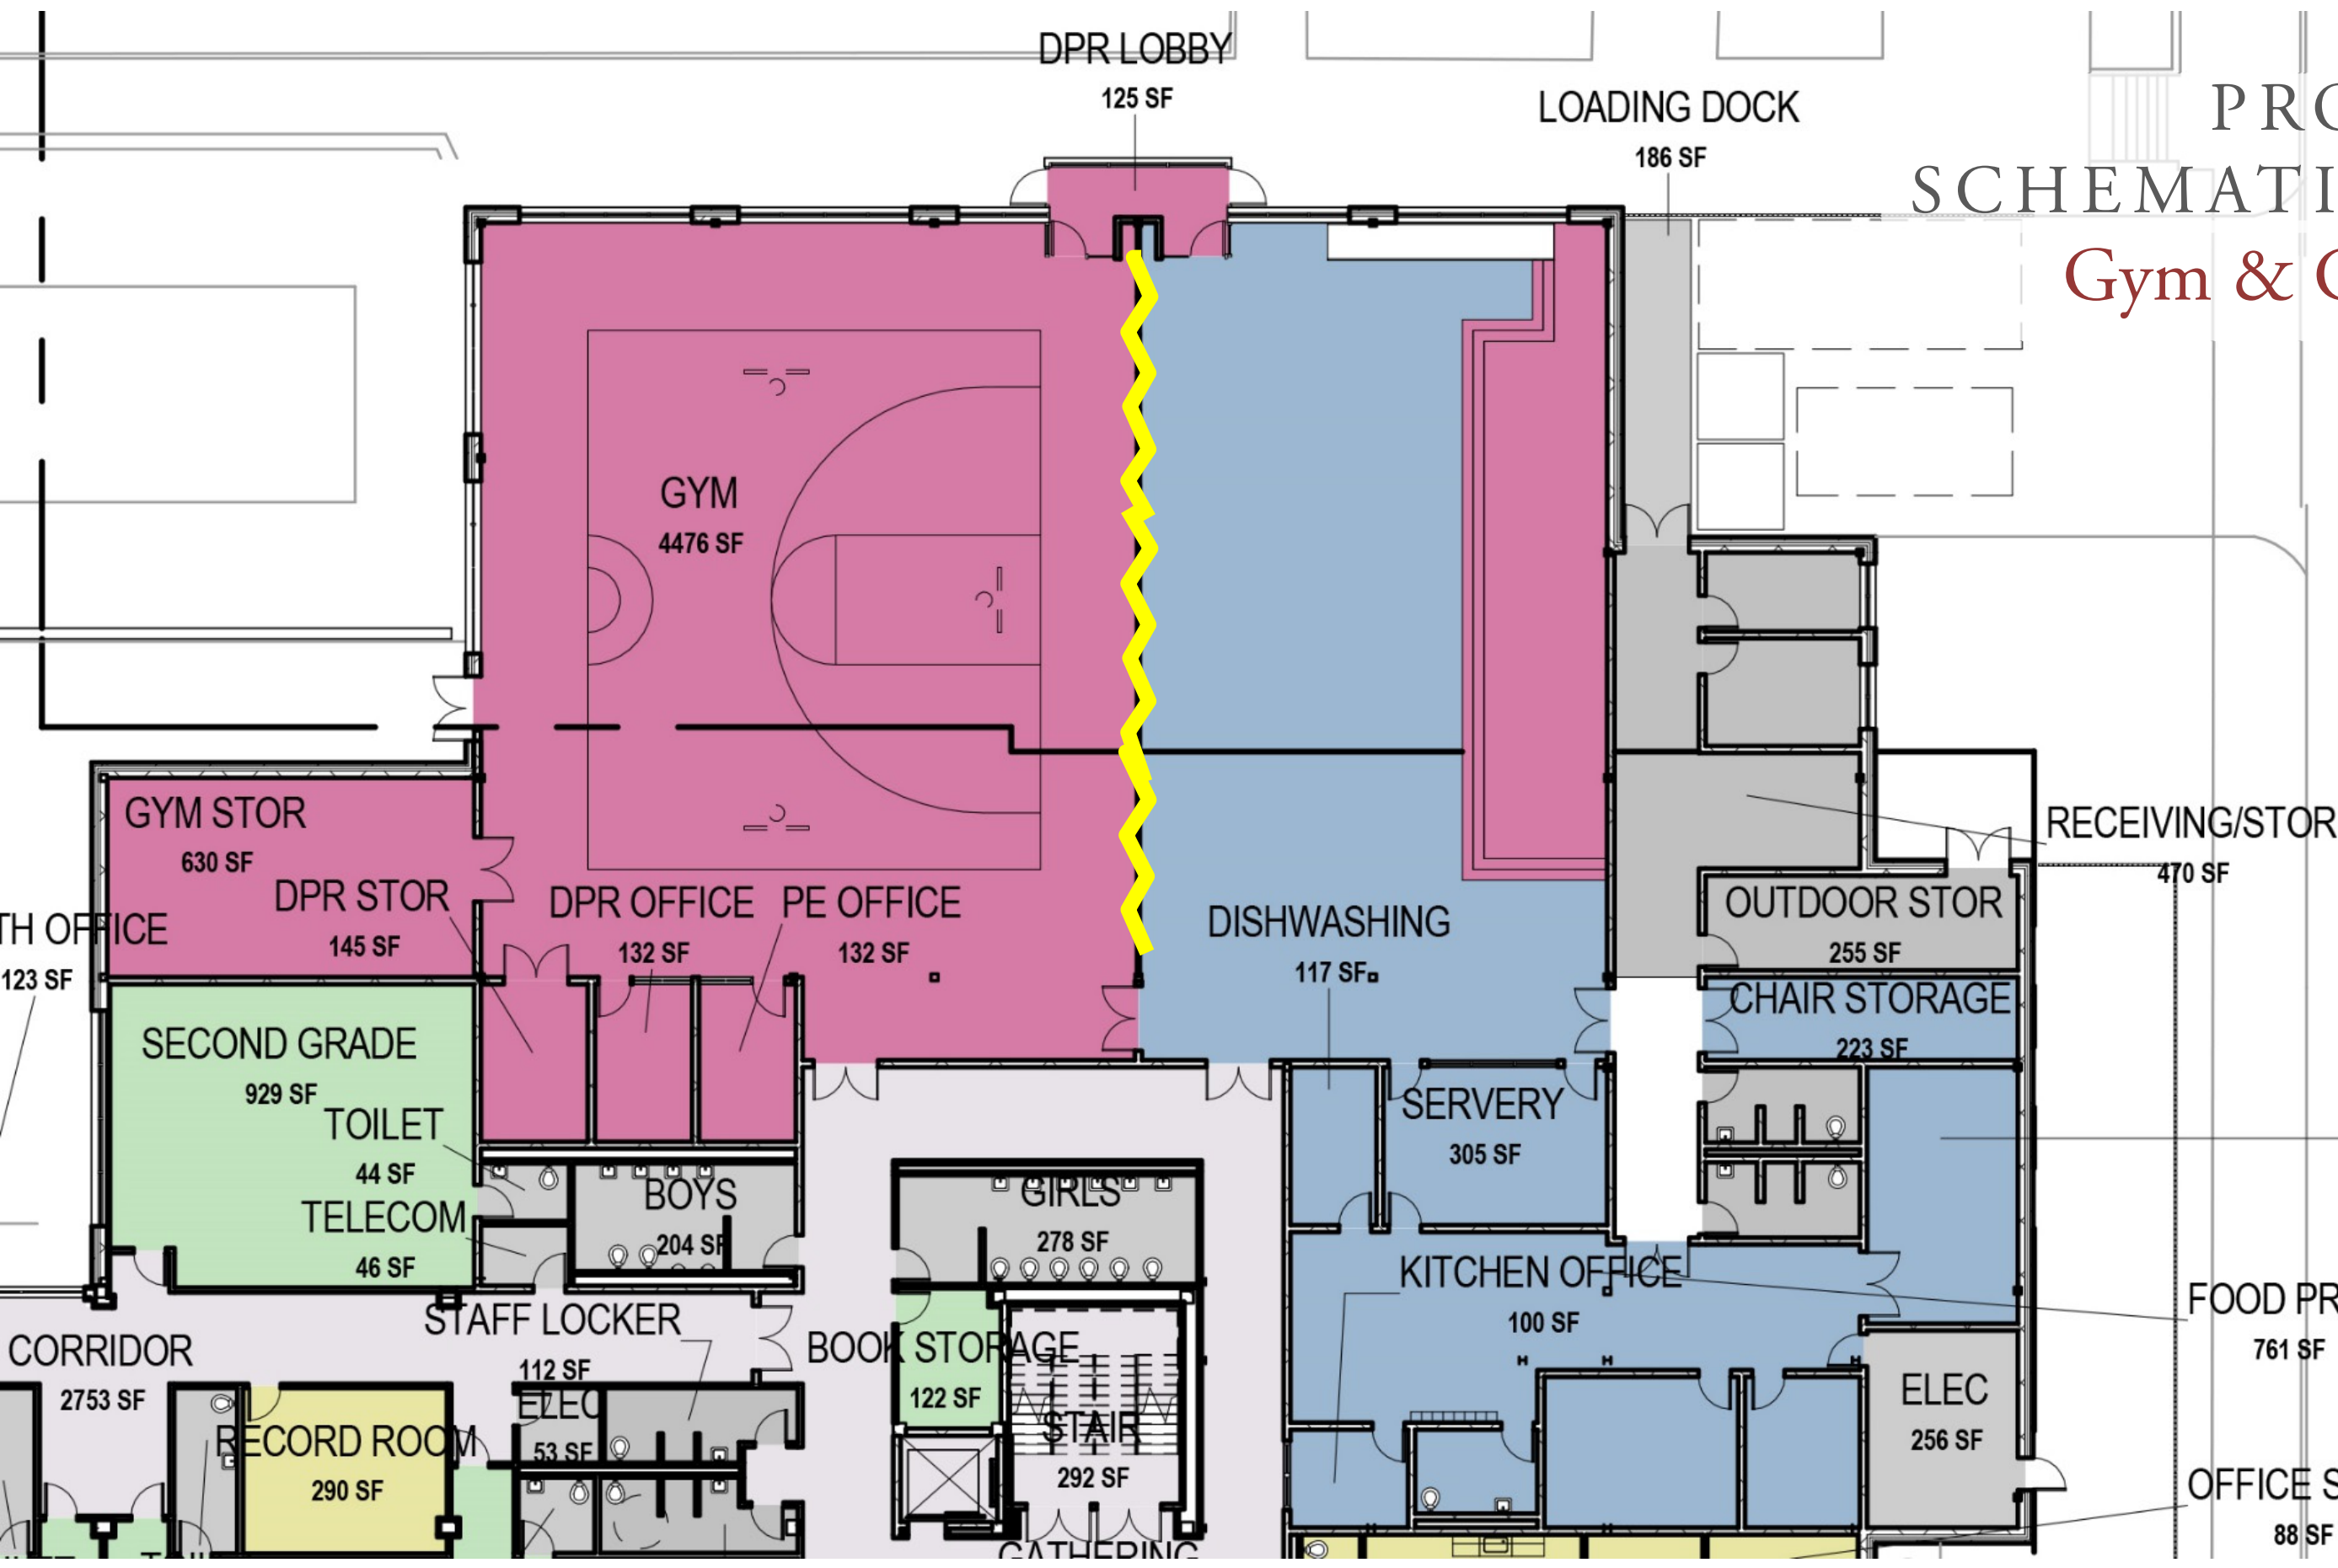 DPR LOBBY
125 SF
LOADING DOCK
186 SF
PRO
SCHEMATI
Gym &
GYM
4476 SF
GYM STOR
630 SF
DPR STOR
145 SF
DPR OFFICE
132 SF
PE OFFICE
132 SF
DISHWASHING
117 SF
RECEIVING/STOR
470 SF
OUTDOOR STOR
255 SF
CHAIR STORAGE
223 SF
TH OFFICE
123 SF
SECOND GRADE
929 SF
TOILET
44 SF
TELECOM
46 SF
BOYS
204 SF
GIRLS
278 SF
SERVERY
305 SF
KITCHEN OFFICE
100 SF
FOOD PR
761 SF
STAFF LOCKER
112 SF
CORRIDOR
2753 SF
BOOK STORAGE
122 SF
ELEC
53 SF
RECORD ROOM
290 SF
STAIR
292 SF
ELEC
256 SF
OFFICE S
88 SF
GATHERING